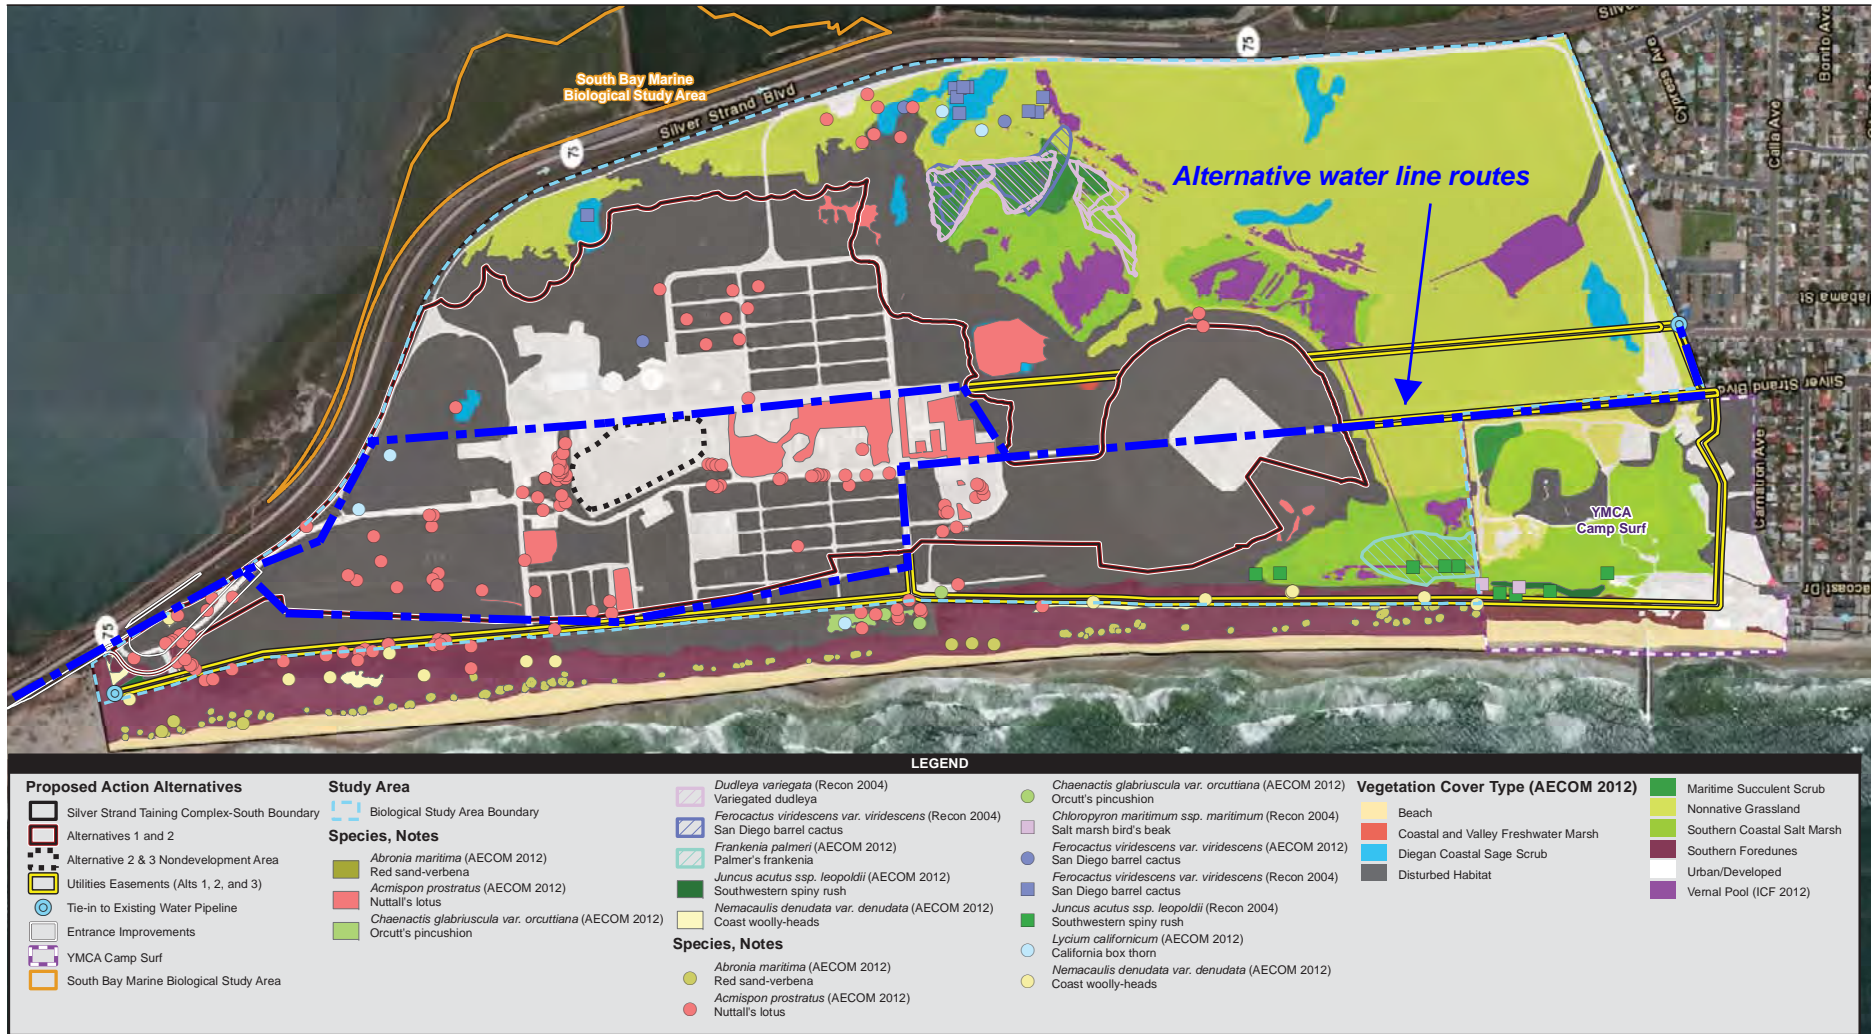 South Bay Marine
Biological Study Area
Silver Strand Blvd
75
75
75
Alternative water line routes
YMCA
Camp Surf
Cypress Ave
Calla Ave
Bonito Ave
labama St
Silver Strand Blvd
Carnation Ave
acoast Dr
LEGEND
Proposed Action Alternatives
Silver Strand Taining Complex-South Boundary
Alternatives 1 and 2
Alternative 2 & 3 Nondevelopment Area
Utilities Easements (Alts 1, 2, and 3)
Tie-in to Existing Water Pipeline
Entrance Improvements
YMCA Camp Surf
South Bay Marine Biological Study Area
Study Area
Biological Study Area Boundary
Species, Notes
Abronia maritima (AECOM 2012)
Red sand-verbena
Acmispon prostratus (AECOM 2012)
Nuttall's lotus
Chaenactis glabriuscula var. orcuttiana (AECOM 2012)
Orcutt's pincushion
Dudleya variegata (Recon 2004)
Variegated dudleya
Ferocactus viridescens var. viridescens (Recon 2004)
San Diego barrel cactus
Frankenia palmeri (AECOM 2012)
Palmer's frankenia
Juncus acutus ssp. leopoldii (AECOM 2012)
Southwestern spiny rush
Nemacaulis denudata var. denudata (AECOM 2012)
Coast woolly-heads
Species, Notes
Abronia maritima (AECOM 2012)
Red sand-verbena
Acmispon prostratus (AECOM 2012)
Nuttall's lotus
Chaenactis glabriuscula var. orcuttiana (AECOM 2012)
Orcutt's pincushion
Chloropyron maritimum ssp. maritimum (Recon 2004)
Salt marsh bird's beak
Ferocactus viridescens var. viridescens (AECOM 2012)
San Diego barrel cactus
Ferocactus viridescens var. viridescens (Recon 2004)
San Diego barrel cactus
Juncus acutus ssp. leopoldii (Recon 2004)
Southwestern spiny rush
Lycium californicum (AECOM 2012)
California box thorn
Nemacaulis denudata var. denudata (AECOM 2012)
Coast woolly-heads
Vegetation Cover Type (AECOM 2012)
Beach
Coastal and Valley Freshwater Marsh
Diegan Coastal Sage Scrub
Disturbed Habitat
Maritime Succulent Scrub
Nonnative Grassland
Southern Coastal Salt Marsh
Southern Foredunes
Urban/Developed
Vernal Pool (ICF 2012)